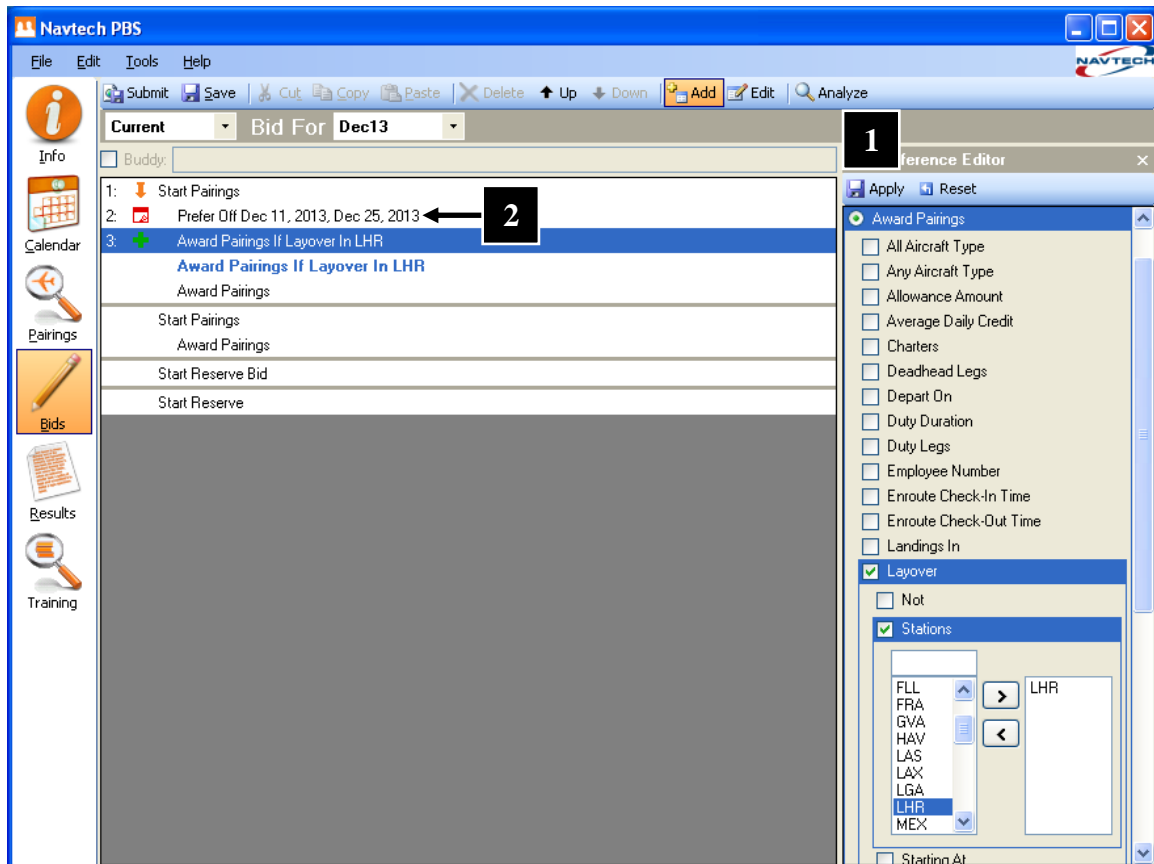 Navtech PBS
File Edit Tools Help
NAVTECH
Submit Save Cut Copy Paste Delete Up Down Add Edit Analyze
Current Bid For Dec13
1
Buddy:
ference Editor
Apply Reset
Info
Calendar
Pairings
Bids
Results
Training
1: Start Pairings
2: Prefer Off Dec 11, 2013, Dec 25, 2013
2
3: Award Pairings If Layover In LHR
Award Pairings If Layover In LHR
Award Pairings
Start Pairings
Award Pairings
Start Reserve Bid
Start Reserve
Award Pairings
All Aircraft Type
Any Aircraft Type
Allowance Amount
Average Daily Credit
Charters
Deadhead Legs
Depart On
Duty Duration
Duty Legs
Employee Number
Enroute Check-In Time
Enroute Check-Out Time
Landings In
Layover
Not
Stations
FLL
FRA
GVA
HAV
LAS
LAX
LGA
LHR
MEX
>
<
LHR
Starting At